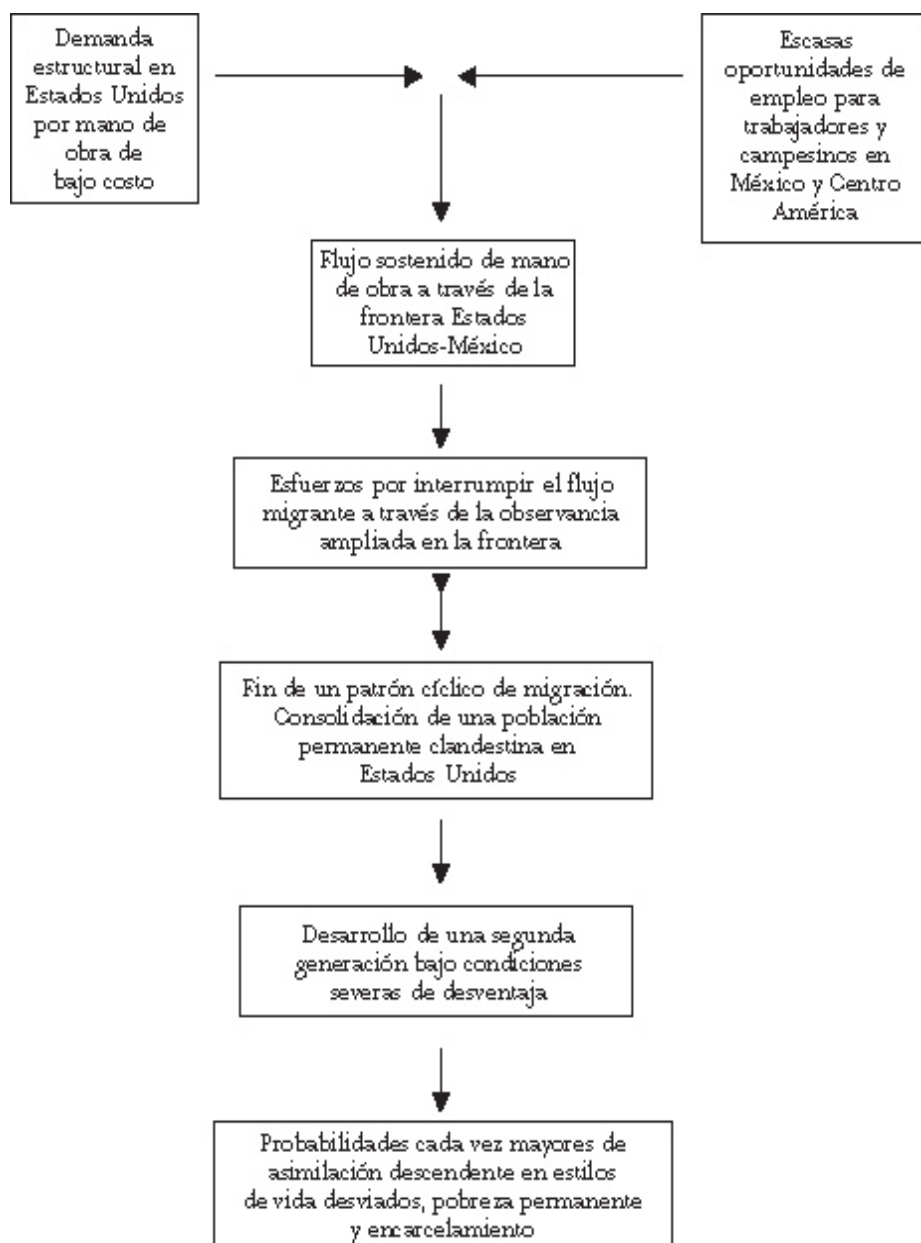 Demanda
estructural en
Estados Unidos
por mano de
obra de
bajo costo
Escasas
oportunidades de
empleo para
trabajadores y
campesinos en
México y Centro
América
Flujo sostenido de mano
de obra a través de la
frontera Estados
Unidos-México
Esfuerzos por interrumpir el flujo
migrante a través de la observancia
ampliada en la frontera
Fin de un patrón cíclico de migración.
Consolidación de una población
permanente clandestina en
Estados Unidos
Desarrollo de una segunda
generación bajo condiciones
severas de desventaja
Probabilidades cada vez mayores de
asimilación descendente en estilos
de vida desviados, pobreza permanente
y encarcelamiento